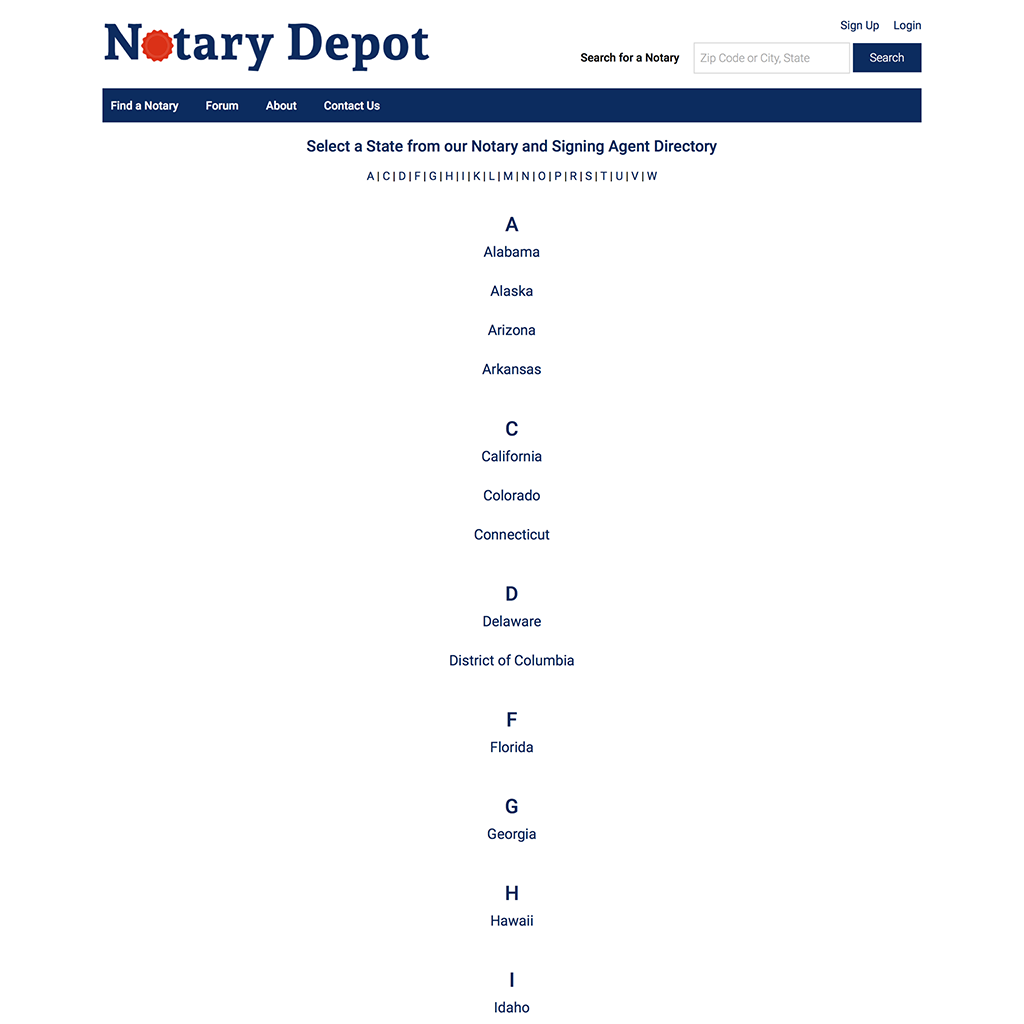 Notary Depot
Sign Up Login
Search for a Notary Zip Code or City, State Search
Find a Notary Forum About Contact Us
Select a State from our Notary and Signing Agent Directory
A | C | D | F | G | H | I | K | L | M | N | O | P | R | S | T | U | V | W
A
Alabama
Alaska
Arizona
Arkansas
C
California
Colorado
Connecticut
D
Delaware
District of Columbia
F
Florida
G
Georgia
H
Hawaii
I
Idaho